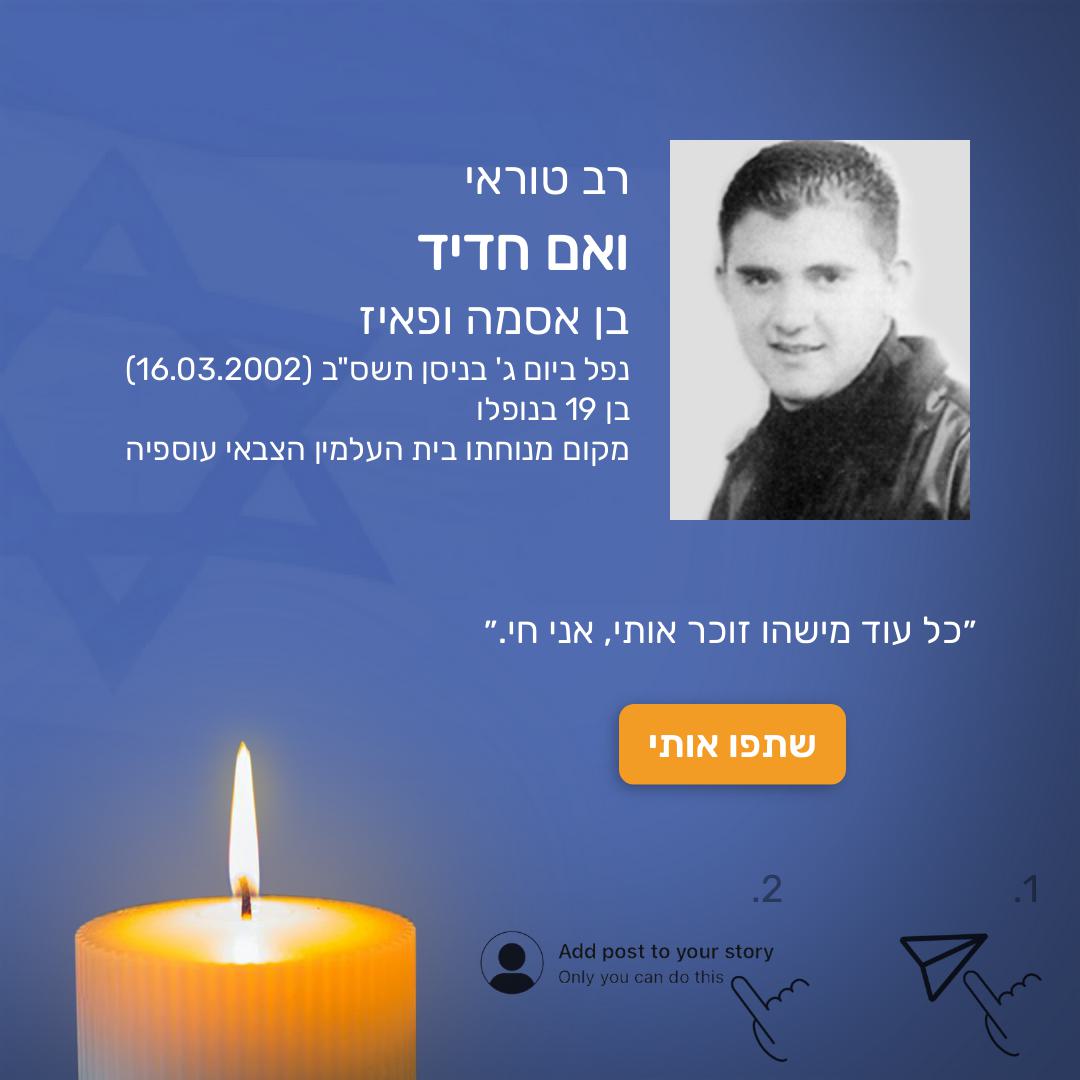 רב טוראי
ואם חדיד
בן אסמה ופאיז
נפל ביום ג' בניסן תשס"ב (16.03.2002)
בן 19 בנופלו
מקום מנוחתו בית העלמין הצבאי עוספיה
״כל עוד מישהו זוכר אותי, אני חי.״
שתפו אותי
1.
2.
Add post to your story
Only you can do this